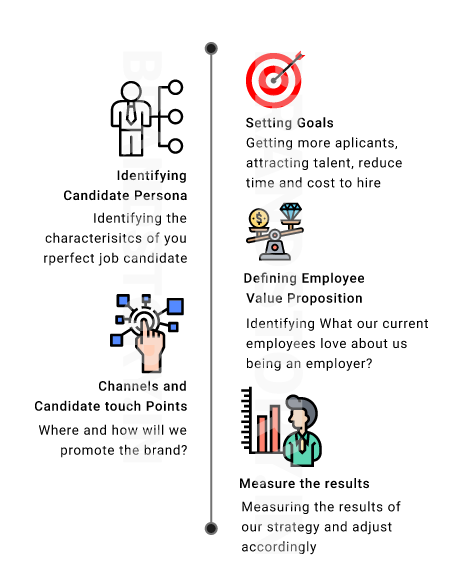 Setting Goals
Getting more aplicants,
attracting talent, reduce
time and cost to hire
Identifying
Candidate Persona
Identifying the
characterisitcs of you
rperfect job candidate
Defining Employee
Value Proposition
Identifying What our current
employees love about us
being an employer?
Channels and
Candidate touch Points
Where and how will we
promote the brand?
Measure the results
Measuring the results of
our strategy and adjust
accordingly